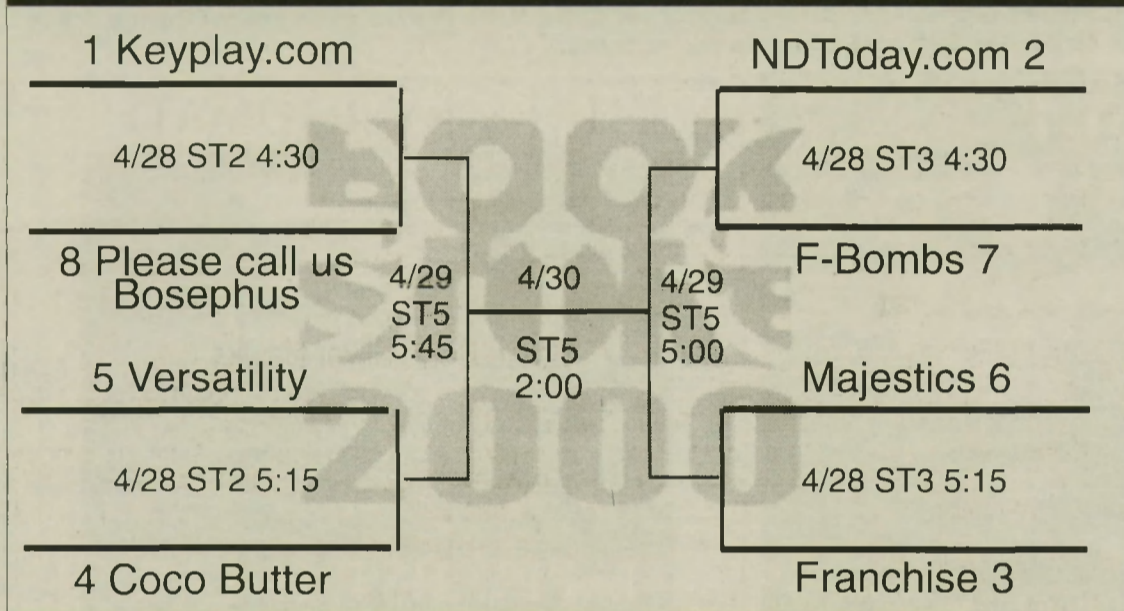 1 Keyplay.com
4/28 ST2 4:30
8 Please call us
Bosephus
5 Versatility
4/28 ST2 5:15
4 Coco Butter
4/29
ST5
5:45
4/30
ST5
2:00
4/29
ST5
5:00
NDToday.com 2
4/28 ST3 4:30
F-Bombs 7
Majestics 6
4/28 ST3 5:15
Franchise 3
2000